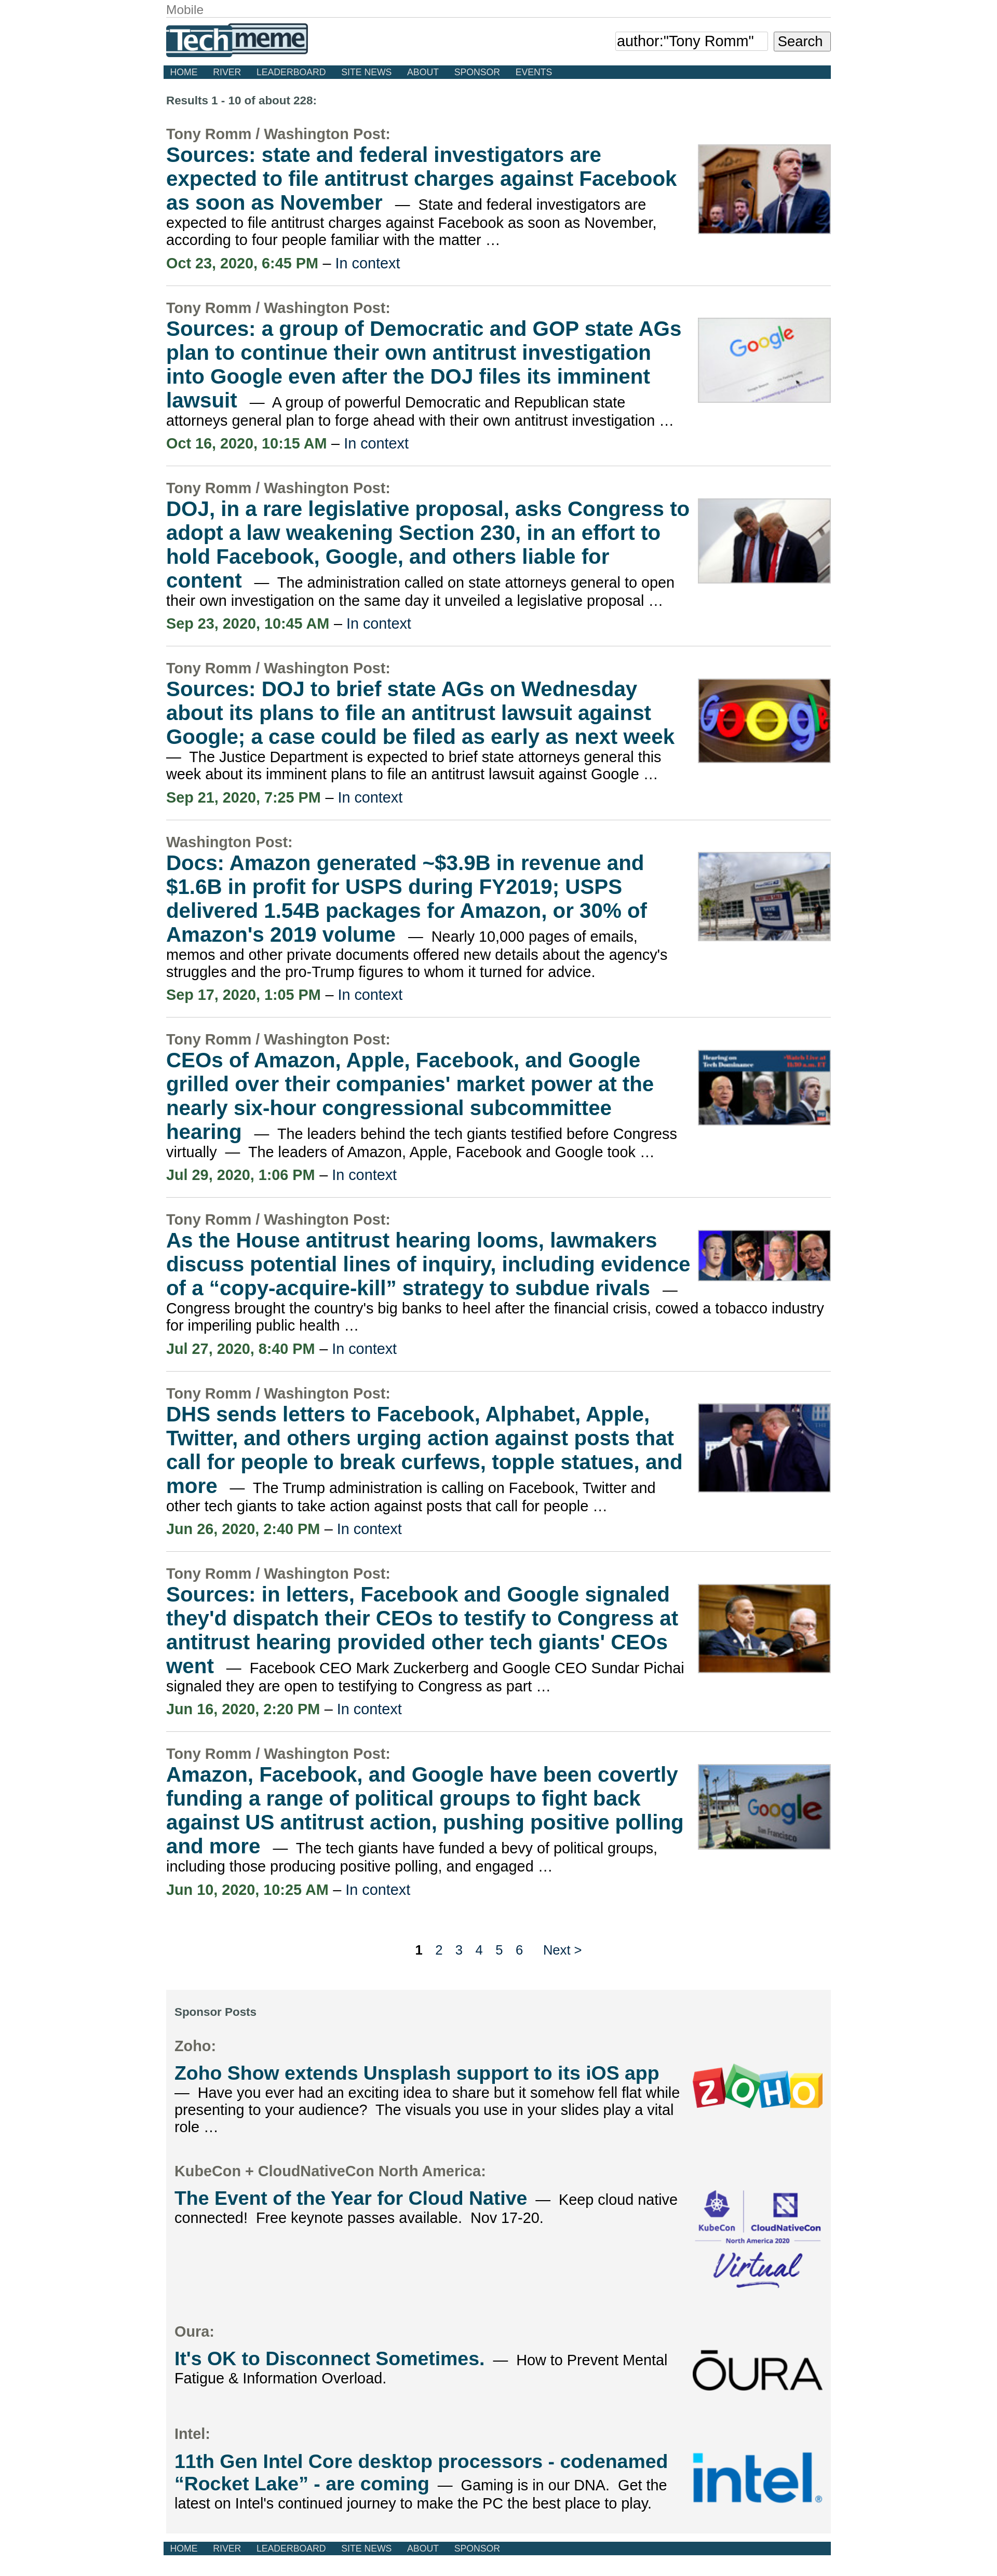 Mobile
Techmeme
author:"Tony Romm" Search
HOME RIVER LEADERBOARD SITE NEWS ABOUT SPONSOR EVENTS
Results 1 - 10 of about 228:
Tony Romm / Washington Post:
Sources: state and federal investigators are
expected to file antitrust charges against Facebook
as soon as November — State and federal investigators are
expected to file antitrust charges against Facebook as soon as November,
according to four people familiar with the matter …
Oct 23, 2020, 6:45 PM – In context
Tony Romm / Washington Post:
Sources: a group of Democratic and GOP state AGs
plan to continue their own antitrust investigation
into Google even after the DOJ files its imminent
lawsuit — A group of powerful Democratic and Republican state
attorneys general plan to forge ahead with their own antitrust investigation …
Oct 16, 2020, 10:15 AM – In context
Google
Tony Romm / Washington Post:
DOJ, in a rare legislative proposal, asks Congress to
adopt a law weakening Section 230, in an effort to
hold Facebook, Google, and others liable for
content — The administration called on state attorneys general to open
their own investigation on the same day it unveiled a legislative proposal …
Sep 23, 2020, 10:45 AM – In context
Tony Romm / Washington Post:
Sources: DOJ to brief state AGs on Wednesday
about its plans to file an antitrust lawsuit against
Google; a case could be filed as early as next week
— The Justice Department is expected to brief state attorneys general this
week about its imminent plans to file an antitrust lawsuit against Google …
Sep 21, 2020, 7:25 PM – In context
Google
Washington Post:
Docs: Amazon generated ~$3.9B in revenue and
$1.6B in profit for USPS during FY2019; USPS
delivered 1.54B packages for Amazon, or 30% of
Amazon's 2019 volume — Nearly 10,000 pages of emails,
memos and other private documents offered new details about the agency's
struggles and the pro-Trump figures to whom it turned for advice.
Sep 17, 2020, 1:05 PM – In context
Tony Romm / Washington Post:
CEOs of Amazon, Apple, Facebook, and Google
grilled over their companies' market power at the
nearly six-hour congressional subcommittee
hearing — The leaders behind the tech giants testified before Congress
virtually — The leaders of Amazon, Apple, Facebook and Google took …
Jul 29, 2020, 1:06 PM – In context
Hearing on
Tech Dominance
Watch Live at
11:30 a.m. ET
Tony Romm / Washington Post:
As the House antitrust hearing looms, lawmakers
discuss potential lines of inquiry, including evidence
of a “copy-acquire-kill” strategy to subdue rivals —
Congress brought the country's big banks to heel after the financial crisis, cowed a tobacco industry
for imperiling public health …
Jul 27, 2020, 8:40 PM – In context
Tony Romm / Washington Post:
DHS sends letters to Facebook, Alphabet, Apple,
Twitter, and others urging action against posts that
call for people to break curfews, topple statues, and
more — The Trump administration is calling on Facebook, Twitter and
other tech giants to take action against posts that call for people …
Jun 26, 2020, 2:40 PM – In context
Tony Romm / Washington Post:
Sources: in letters, Facebook and Google signaled
they'd dispatch their CEOs to testify to Congress at
antitrust hearing provided other tech giants' CEOs
went — Facebook CEO Mark Zuckerberg and Google CEO Sundar Pichai
signaled they are open to testifying to Congress as part …
Jun 16, 2020, 2:20 PM – In context
Tony Romm / Washington Post:
Amazon, Facebook, and Google have been covertly
funding a range of political groups to fight back
against US antitrust action, pushing positive polling
and more — The tech giants have funded a bevy of political groups,
including those producing positive polling, and engaged …
Jun 10, 2020, 10:25 AM – In context
Google
San Francisco
1 2 3 4 5 6 Next >
Sponsor Posts
Zoho:
Zoho Show extends Unsplash support to its iOS app
— Have you ever had an exciting idea to share but it somehow fell flat while
presenting to your audience? The visuals you use in your slides play a vital
role …
ZOHO
KubeCon + CloudNativeCon North America:
The Event of the Year for Cloud Native — Keep cloud native
connected! Free keynote passes available. Nov 17-20.
KubeCon CloudNativeCon
North America 2020
Virtual
Oura:
It's OK to Disconnect Sometimes. — How to Prevent Mental
Fatigue & Information Overload.
ŌURA
Intel:
11th Gen Intel Core desktop processors - codenamed
“Rocket Lake” - are coming — Gaming is in our DNA. Get the
latest on Intel's continued journey to make the PC the best place to play.
intel®
HOME RIVER LEADERBOARD SITE NEWS ABOUT SPONSOR